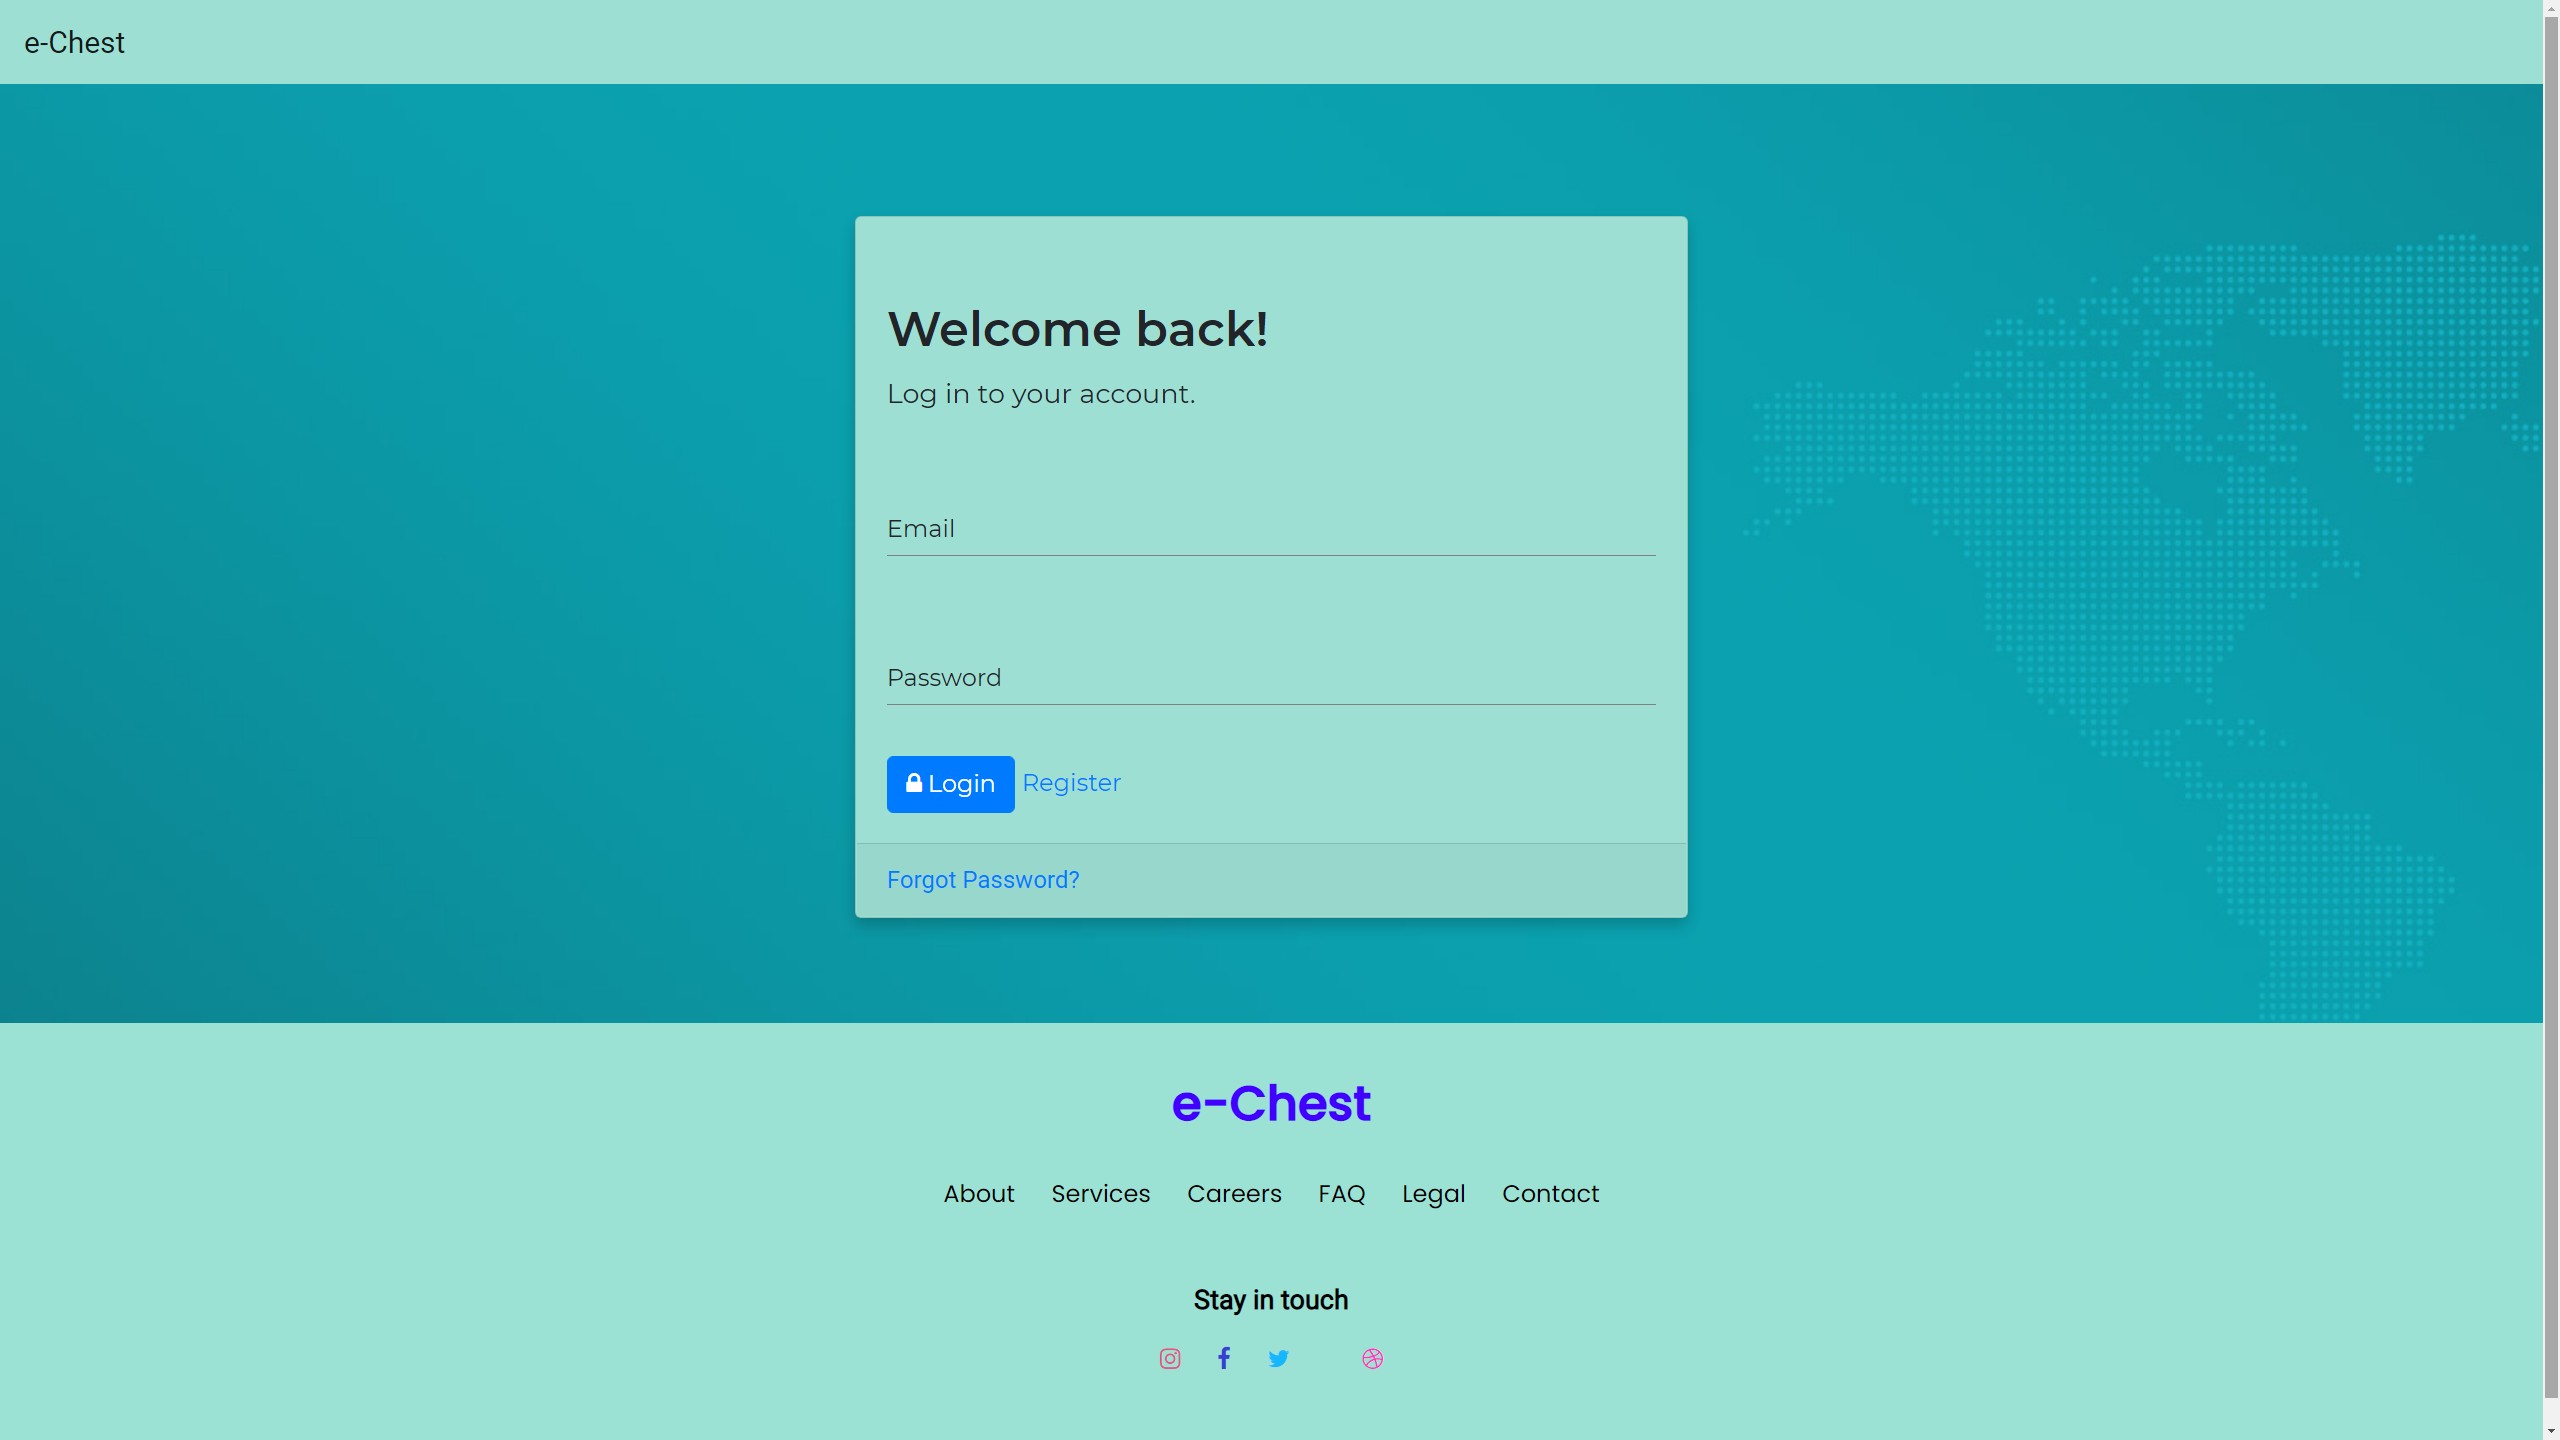 e-Chest
Welcome back!
Log in to your account.
Email
Password
Login Register
Forgot Password?
e-Chest
About Services Careers FAQ Legal Contact
Stay in touch